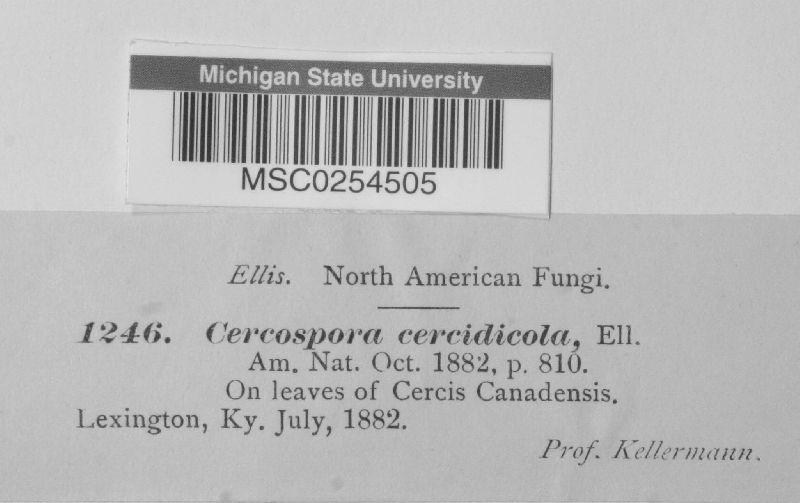 Michigan State University
MSC0254505
Ellis. North American Fungi.
1246. Cercospora cercidicola, Ell.
Am. Nat. Oct. 1882, p. 810.
On leaves of Cercis Canadensis.
Lexington, Ky. July, 1882.
Prof. Kellermann.